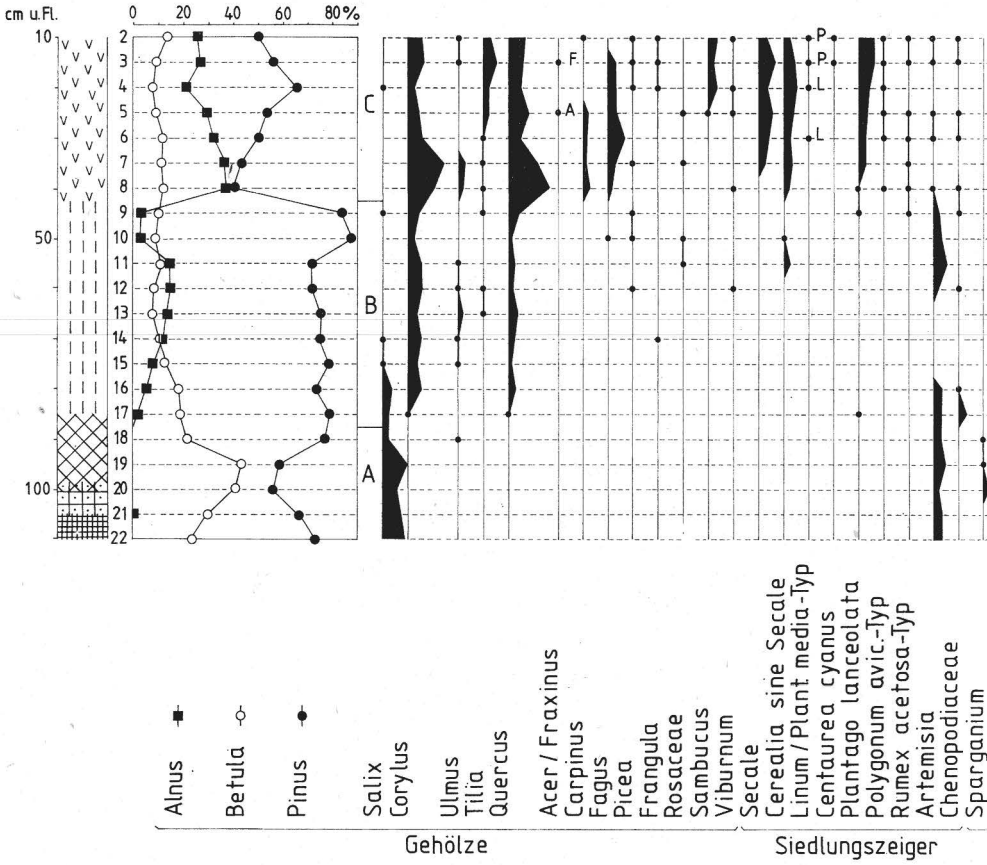 cm u.Fl.
0 20 40 60 80 %
10 2 P
3 F P
4 L
5 C A
6 L
7
8
9
50 10
11
12
13 B
14
15
16
17
18
19 A
100 20
21
22
Alnus
Betula
Pinus
Salix
Corylus
Ulmus
Tilia
Quercus
Acer / Fraxinus
Carpinus
Fagus
Picea
Frangula
Rosaceae
Sambucus
Viburnum
Secale
Cerealia sine Secale
Linum / Plant media-Typ
Centaurea cyanus
Plantago lanceolata
Polygonum avic.-Typ
Rumex acetosa-Typ
Artemisia
Chenopodiaceae
Sparganium
Gehölze Siedlungszeiger